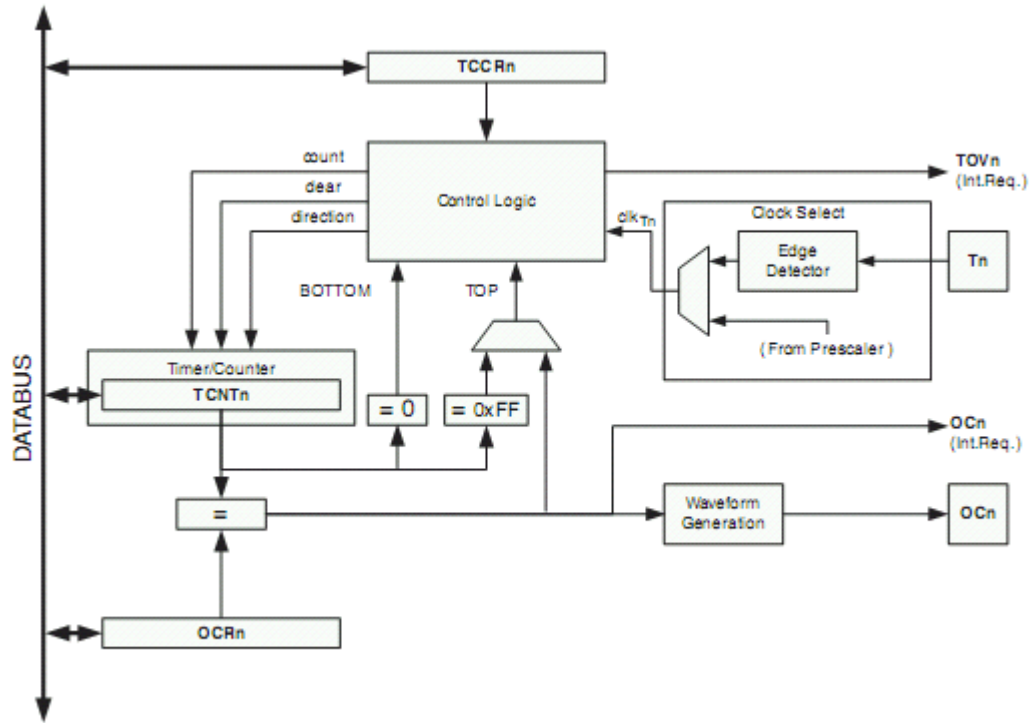 TCCRn
count
clear
direction
Control Logic
TOVn
(Int.Req.)
clkTn
Clock Select
Edge
Detector
Tn
( From Prescaler )
BOTTOM
TOP
DATABUS
Timer/Counter
TCNTn
= 0
= 0xFF
OCn
(Int.Req.)
=
Waveform
Generation
OCn
OCRn